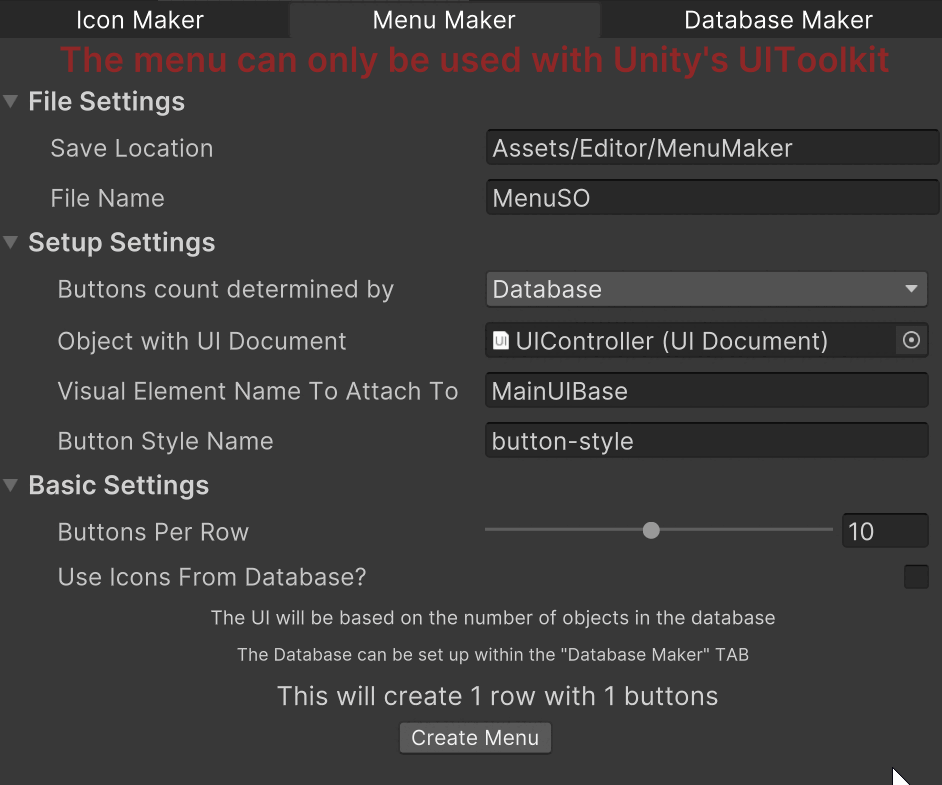 Icon Maker Menu Maker Database Maker
The menu can only be used with Unity's UIToolkit
File Settings
Save Location Assets/Editor/MenuMaker
File Name MenuSO
Setup Settings
Buttons count determined by Database
Object with UI Document UIController (UI Document)
Visual Element Name To Attach To MainUIBase
Button Style Name button-style
Basic Settings
Buttons Per Row 10
Use Icons From Database?
The UI will be based on the number of objects in the database
The Database can be set up within the "Database Maker" TAB
This will create 1 row with 1 buttons
Create Menu